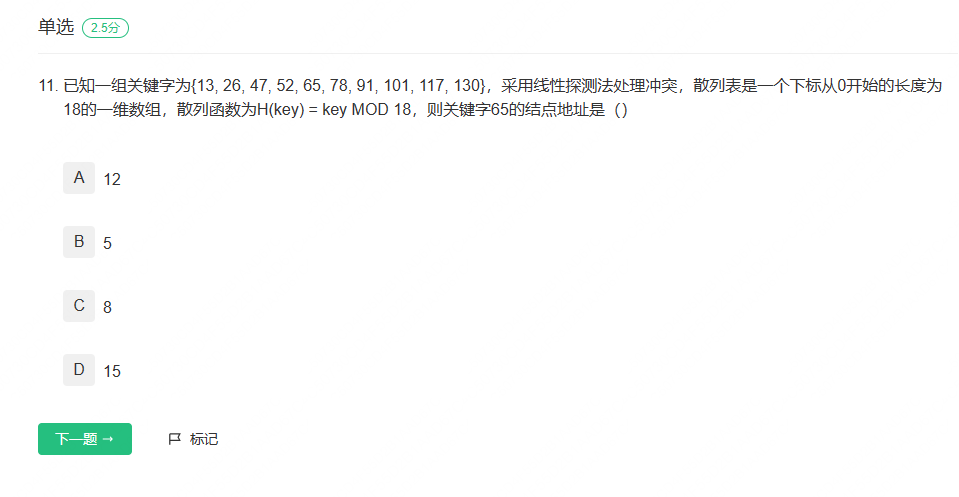 单选 2.5分
11. 已知一组关键字为{13, 26, 47, 52, 65, 78, 91, 101, 117, 130}，采用线性探测法处理冲突，散列表是一个下标从0开始的长度为
18的一维数组，散列函数为H(key) = key MOD 18，则关键字65的结点地址是（）
A 12
B 5
C 8
D 15
下一题 → 标记